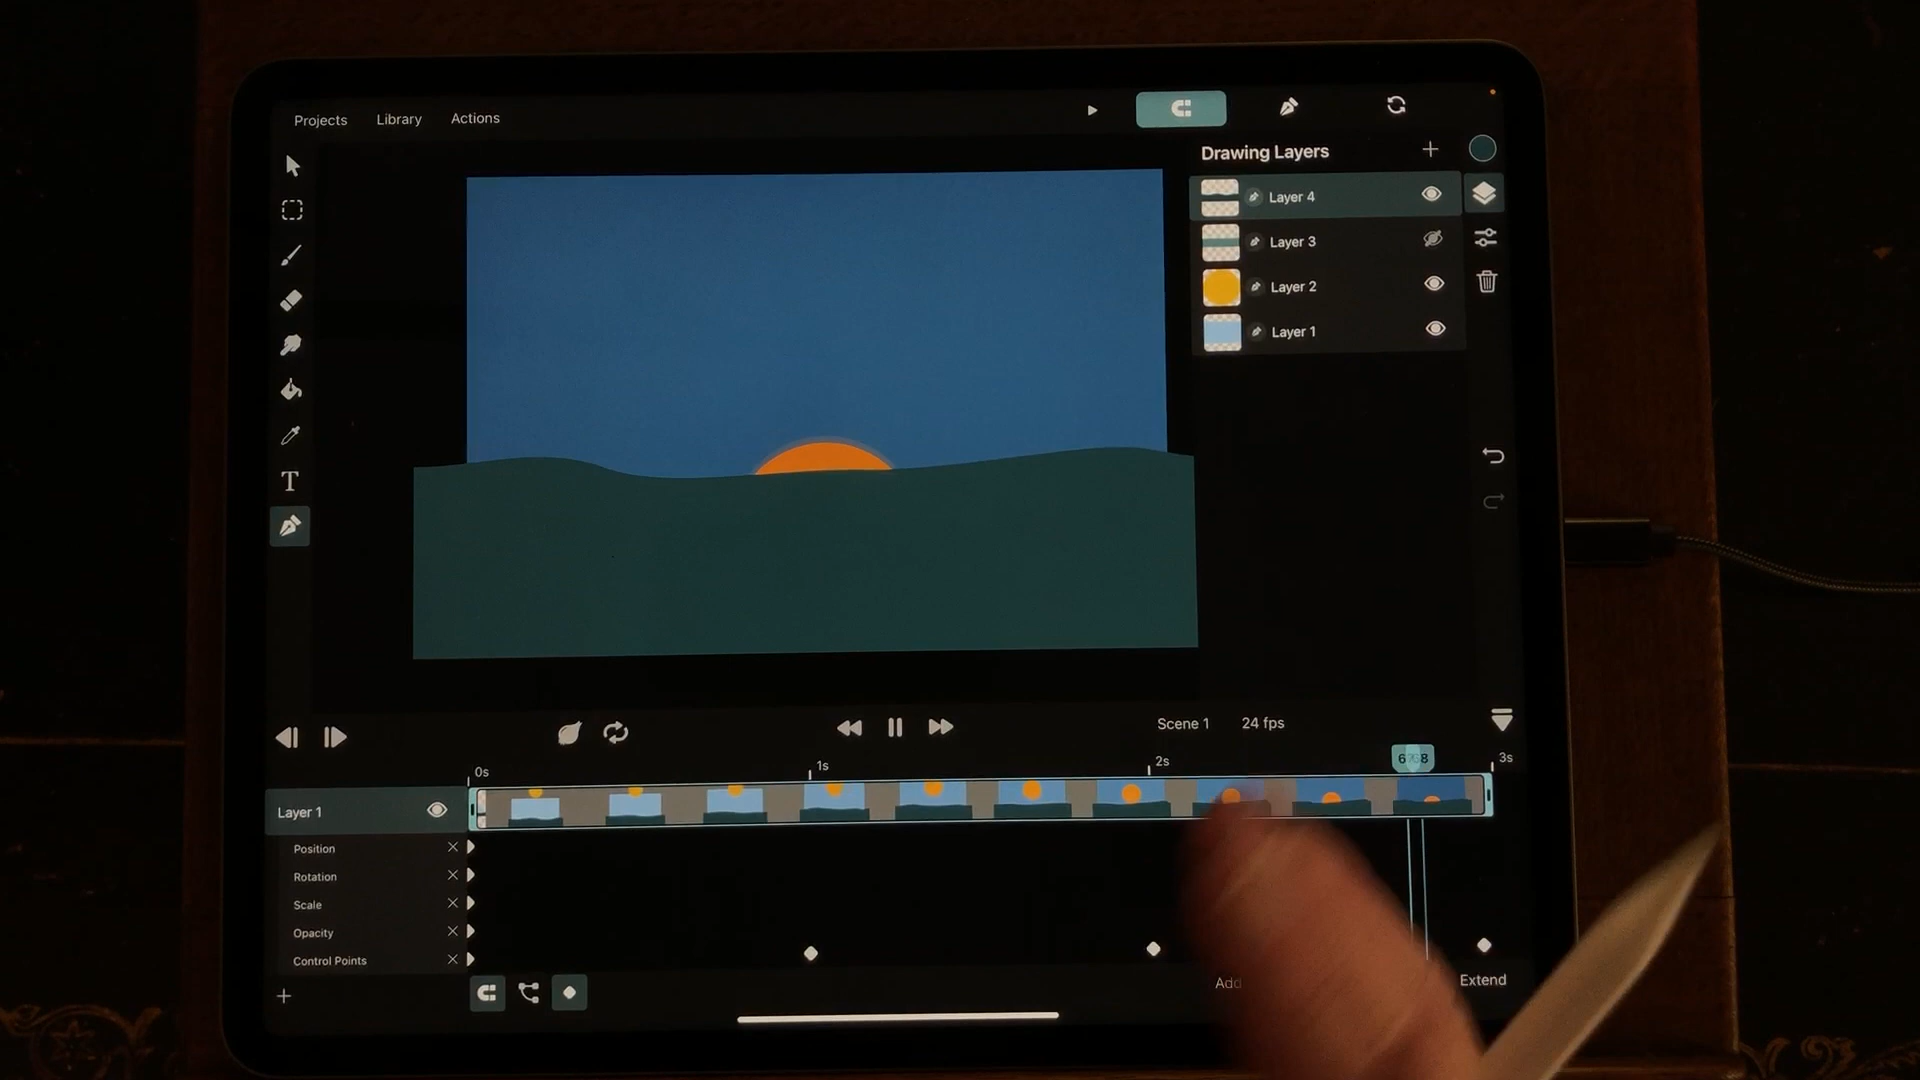 Projects Library Actions
Drawing Layers
Layer 4
Layer 3
Layer 2
Layer 1
T
Scene 1 24 fps
0s 1s 2s 3s
Layer 1
Position
Rotation
Scale
Opacity
Control Points
Add Extend